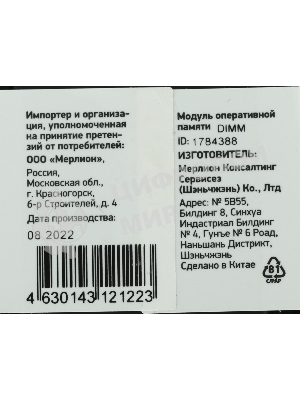 Импортер и организа-
ция, уполномоченная
на принятие претен-
зий от потребителей:
ООО «Мерлион»,
Россия,
Московская обл.,
г. Красногорск,
б-р Строителей, д. 4
Дата производства:
08.2022
4 630143 121223
Модуль оперативной
памяти DIMM
ID: 1784388
ИЗГОТОВИТЕЛЬ:
Мерлион Консалтинг
Сервисез
(Шэньчжэнь) Ко., Лтд
Адрес: № 5В55,
Билдинг 8, Синхуа
Индастриал Билдинг
№ 4, Гунъе № 6 Роад,
Наньшань Дистрикт,
Шэньчжэнь
Сделано в Китае
81
C/PAP